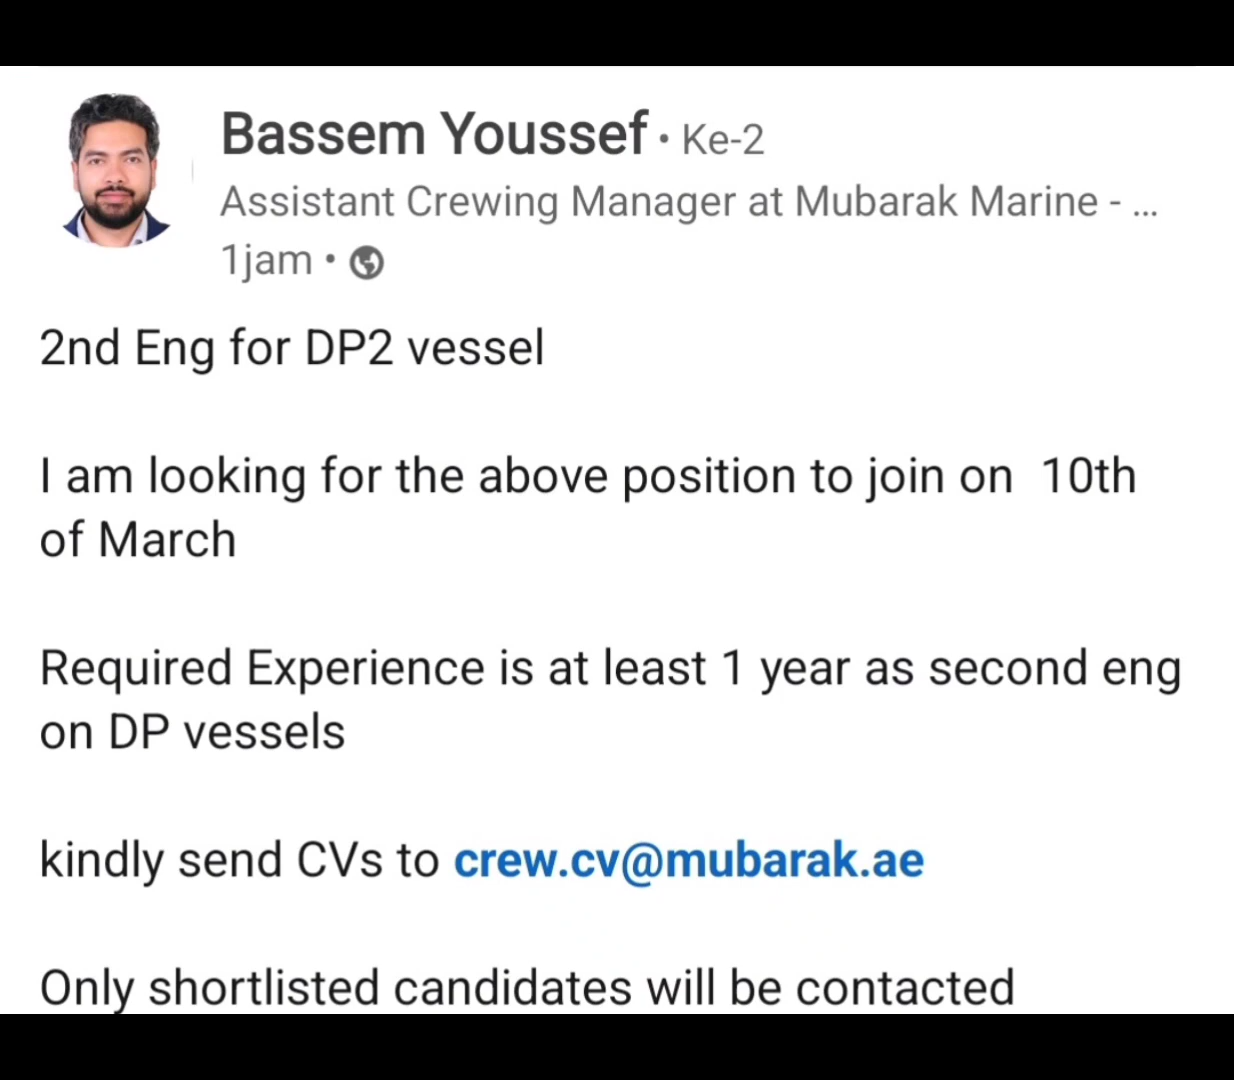 Bassem Youssef • Ke-2
Assistant Crewing Manager at Mubarak Marine - ...
1jam •
2nd Eng for DP2 vessel
I am looking for the above position to join on  10th
of March
Required Experience is at least 1 year as second eng
on DP vessels
kindly send CVs to crew.cv@mubarak.ae
Only shortlisted candidates will be contacted